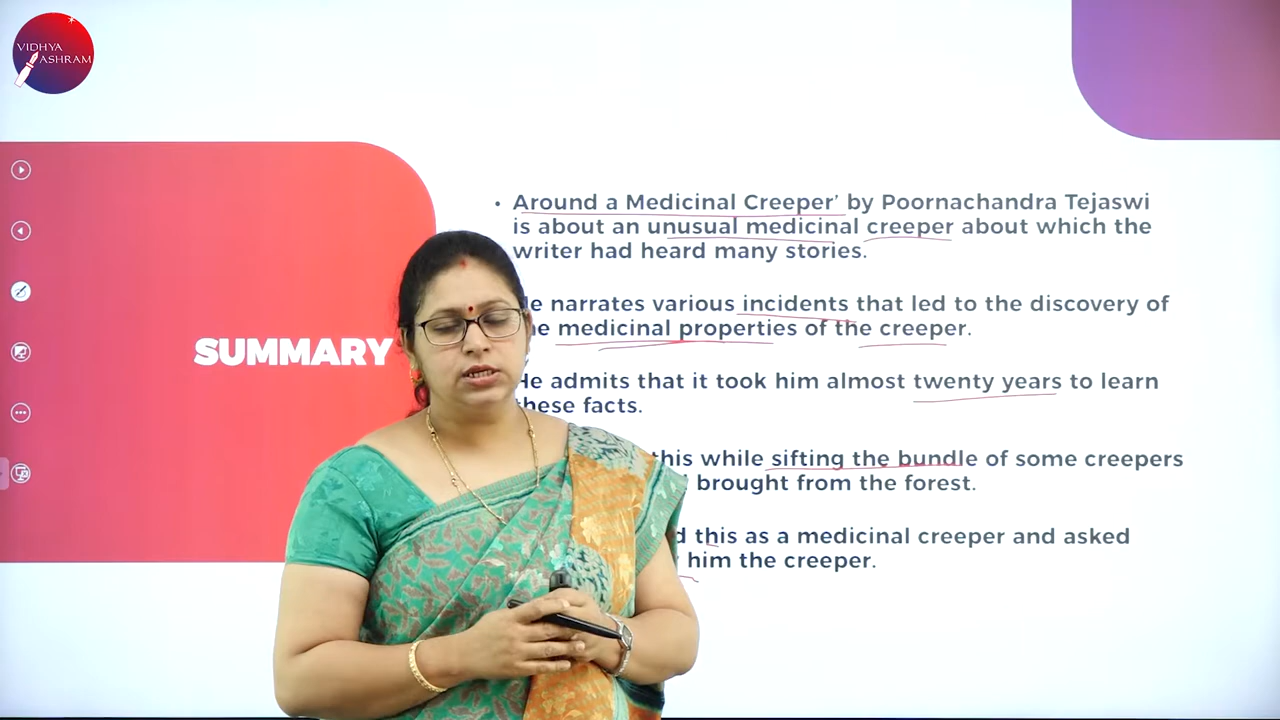 VIDHYA
ASHRAM
SUMMARY
• Around a Medicinal Creeper’ by Poornachandra Tejaswi
is about an unusual medicinal creeper about which the
writer had heard many stories.
narrates various incidents that led to the discovery of
medicinal properties of the creeper.
admits that it took him almost twenty years to learn
these facts.
this while sifting the bundle of some creepers
brought from the forest.
this as a medicinal creeper and asked
him the creeper.